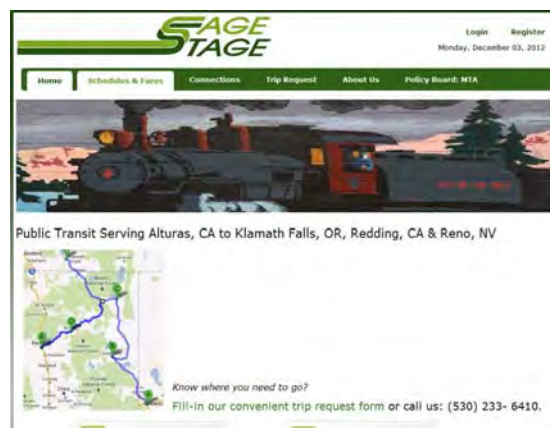 SAGE
STAGE
Login Register
Monday, December 03, 2012
Home Schedules & Fares Connections Trip Request About Us Policy Board: MTA
Public Transit Serving Alturas, CA to Klamath Falls, OR, Redding, CA & Reno, NV
Know where you need to go?
Fill-in our convenient trip request form or call us: (530) 233- 6410.